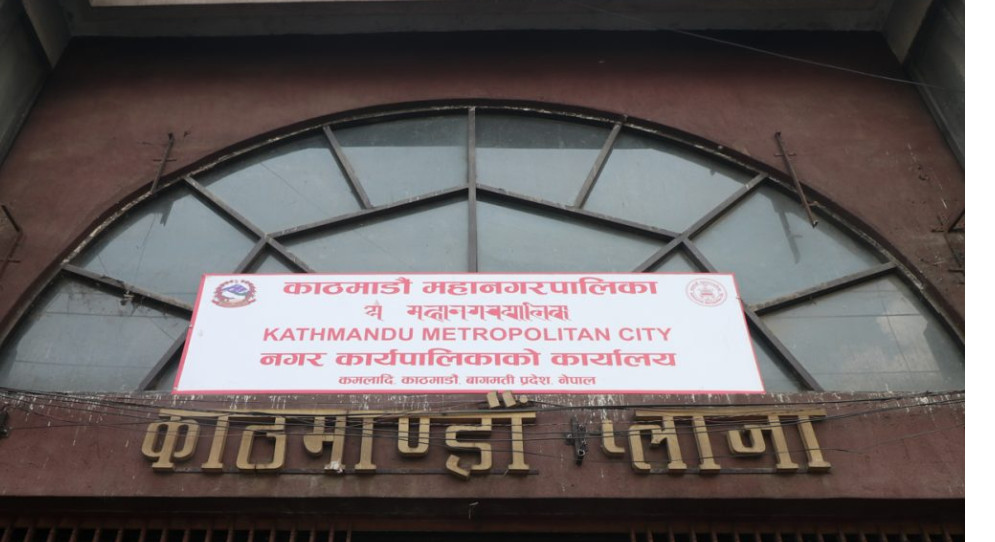 काठमाडौं महानगरपालिका
KATHMANDU METROPOLITAN CITY
नगर कार्यपालिकाको कार्यालय
कमलादि, काठमाडौं, बागमती प्रदेश, नेपाल
काठमाण्डौं प्लाजा